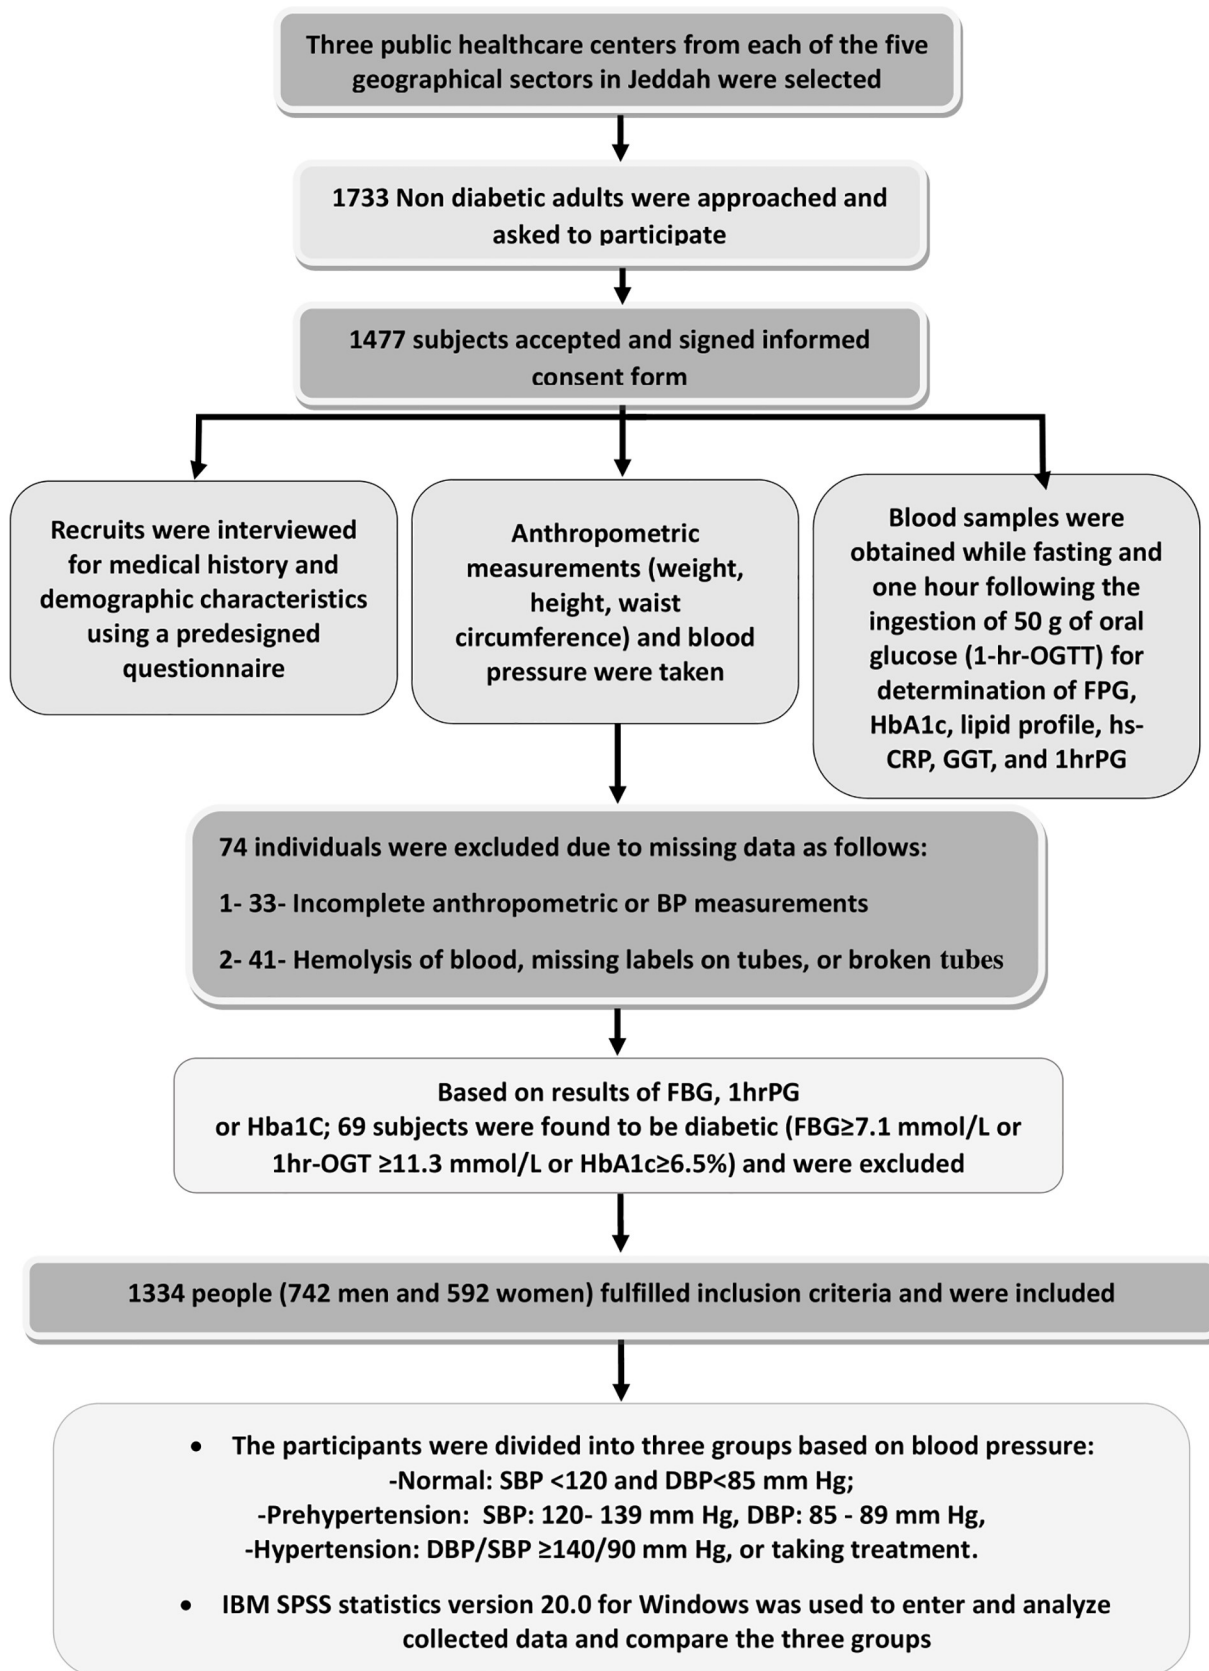 Three public healthcare centers from each of the five
geographical sectors in Jeddah were selected
1733 Non diabetic adults were approached and
asked to participate
1477 subjects accepted and signed informed
consent form
Recruits were interviewed
for medical history and
demographic characteristics
using a predesigned
questionnaire
Anthropometric
measurements (weight,
height, waist
circumference) and blood
pressure were taken
Blood samples were
obtained while fasting and
one hour following the
ingestion of 50 g of oral
glucose (1-hr-OGTT) for
determination of FPG,
HbA1c, lipid profile, hs-
CRP, GGT, and 1hrPG
74 individuals were excluded due to missing data as follows:
1- 33- Incomplete anthropometric or BP measurements
2- 41- Hemolysis of blood, missing labels on tubes, or broken tubes
Based on results of FBG, 1hrPG
or Hba1C; 69 subjects were found to be diabetic (FBG≥7.1 mmol/L or
1hr-OGT ≥11.3 mmol/L or HbA1c≥6.5%) and were excluded
1334 people (742 men and 592 women) fulfilled inclusion criteria and were included
• The participants were divided into three groups based on blood pressure:
-Normal: SBP <120 and DBP<85 mm Hg;
-Prehypertension: SBP: 120- 139 mm Hg, DBP: 85 - 89 mm Hg,
-Hypertension: DBP/SBP ≥140/90 mm Hg, or taking treatment.
• IBM SPSS statistics version 20.0 for Windows was used to enter and analyze
collected data and compare the three groups